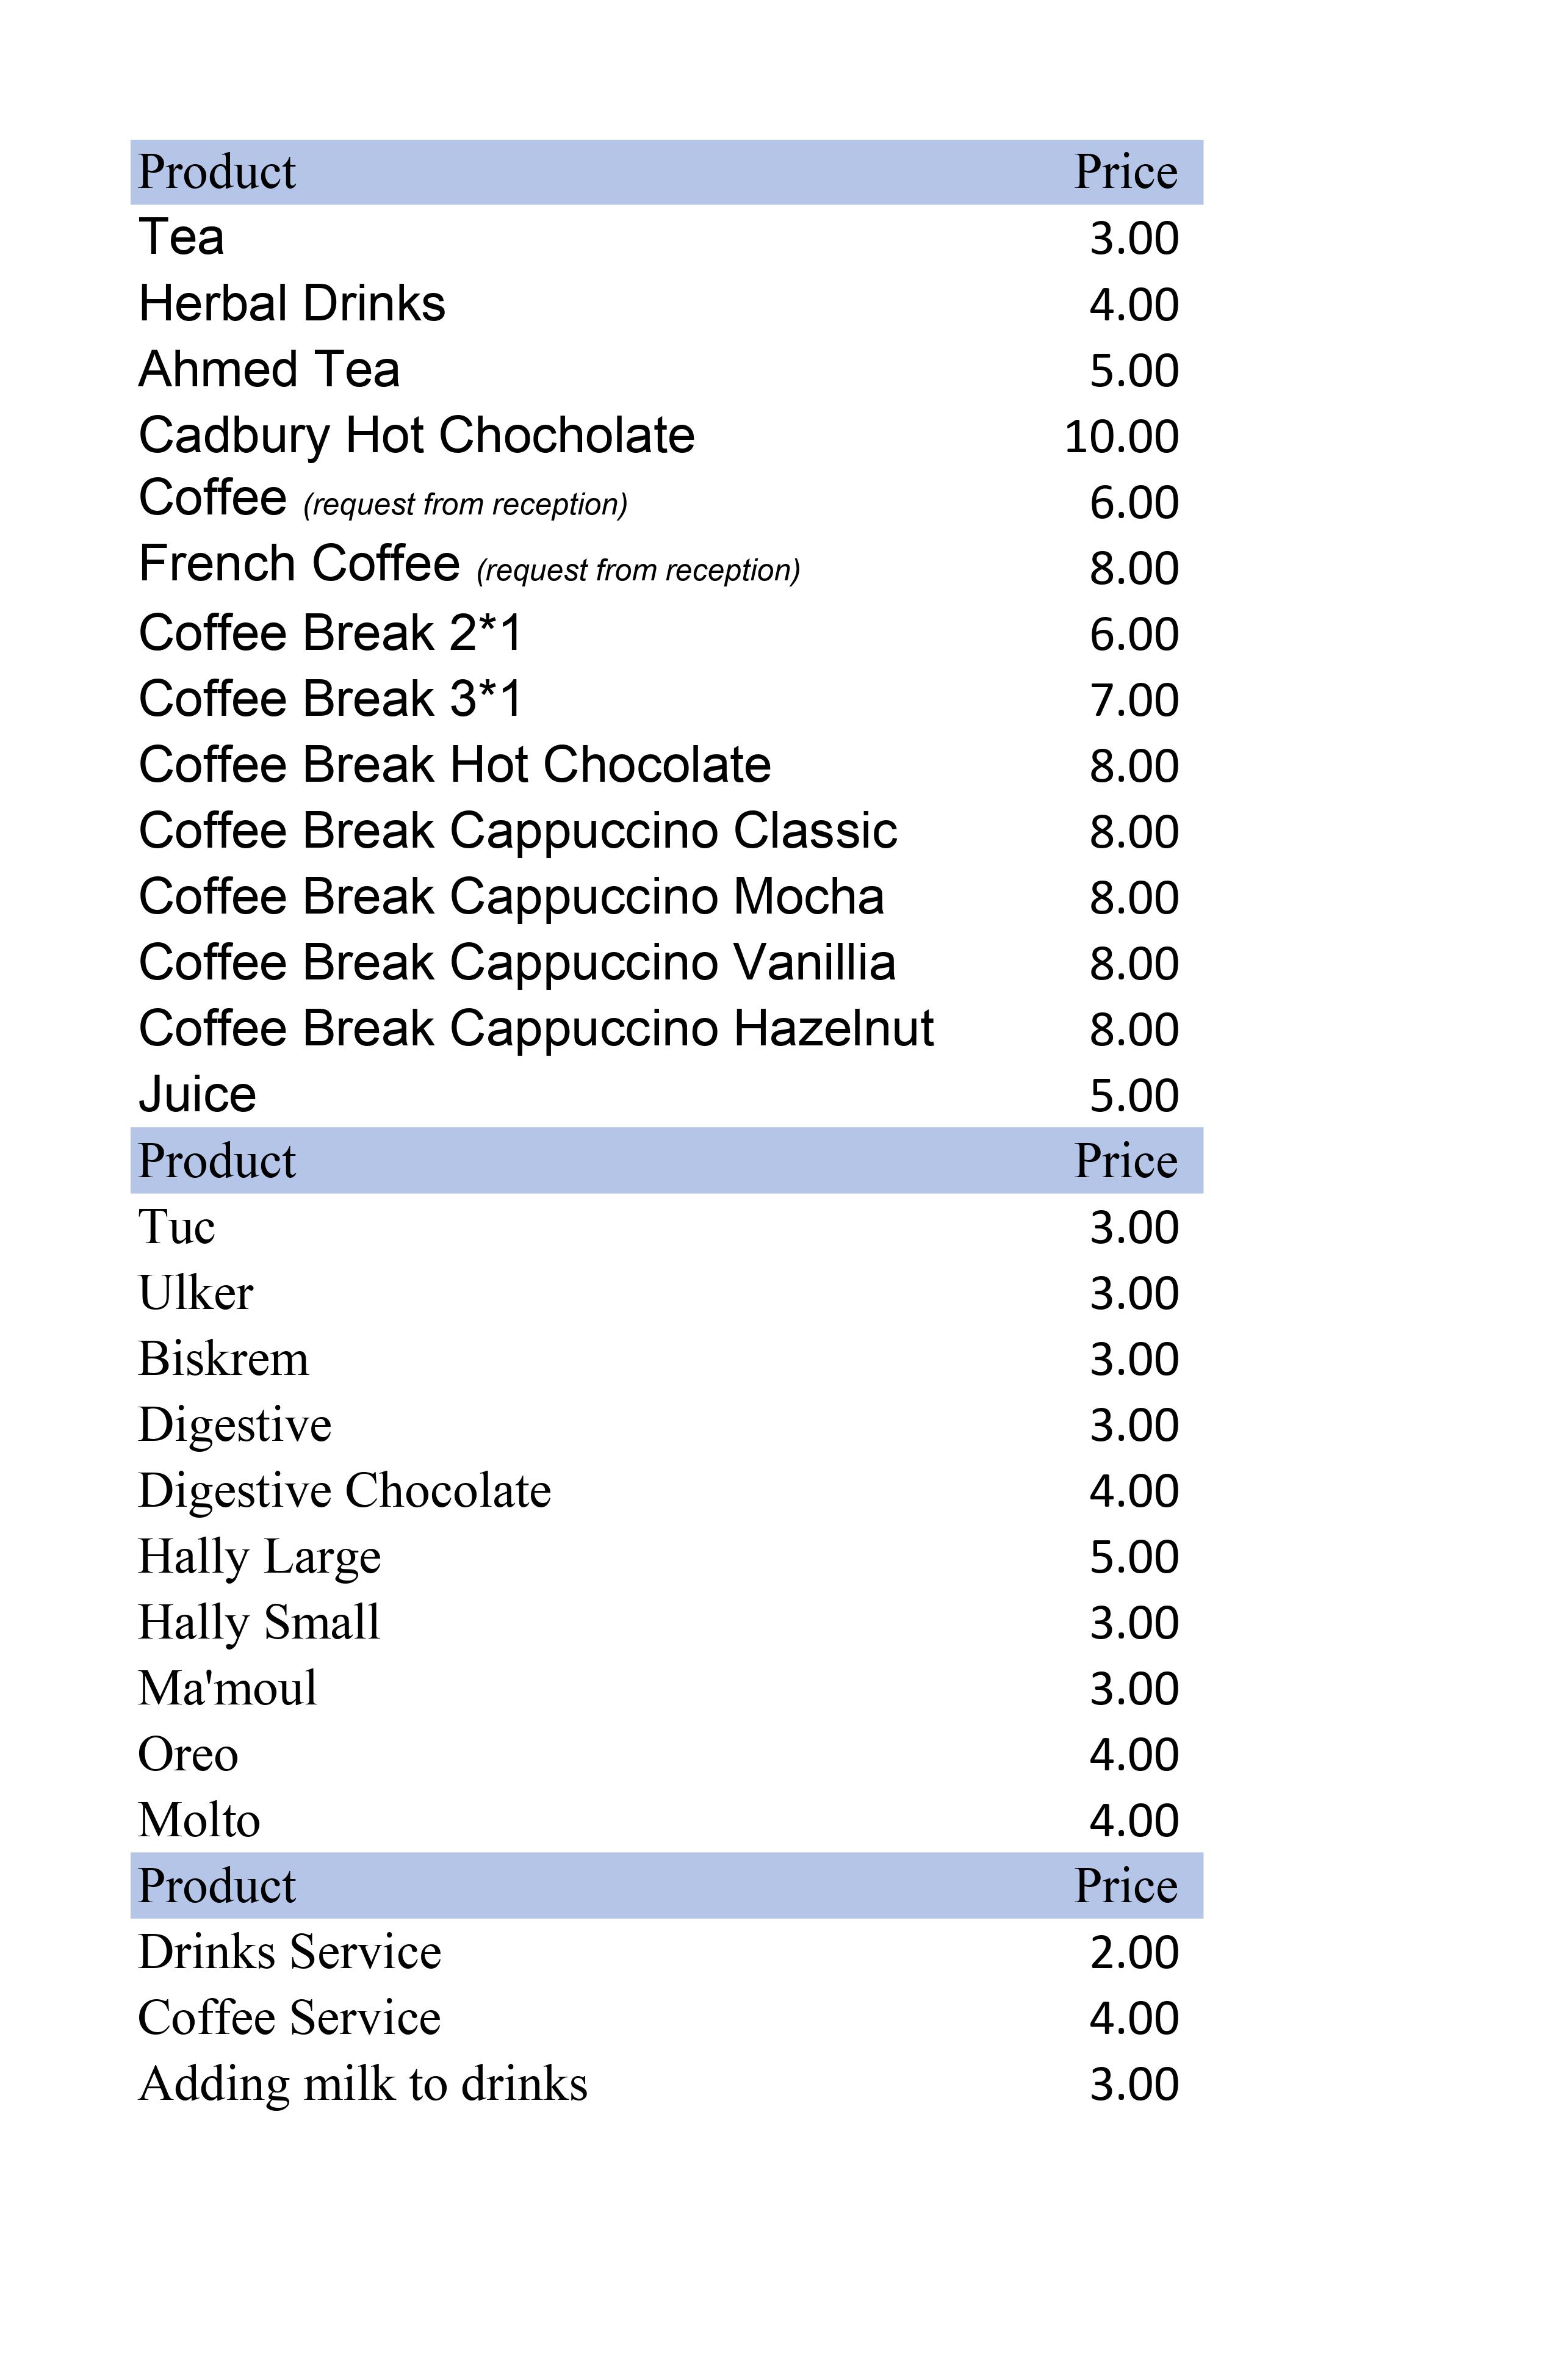 Product Price
Tea 3.00
Herbal Drinks 4.00
Ahmed Tea 5.00
Cadbury Hot Chocholate 10.00
Coffee (request from reception) 6.00
French Coffee (request from reception) 8.00
Coffee Break 2*1 6.00
Coffee Break 3*1 7.00
Coffee Break Hot Chocolate 8.00
Coffee Break Cappuccino Classic 8.00
Coffee Break Cappuccino Mocha 8.00
Coffee Break Cappuccino Vanillia 8.00
Coffee Break Cappuccino Hazelnut 8.00
Juice 5.00
Product Price
Tuc 3.00
Ulker 3.00
Biskrem 3.00
Digestive 3.00
Digestive Chocolate 4.00
Hally Large 5.00
Hally Small 3.00
Ma'moul 3.00
Oreo 4.00
Molto 4.00
Product Price
Drinks Service 2.00
Coffee Service 4.00
Adding milk to drinks 3.00